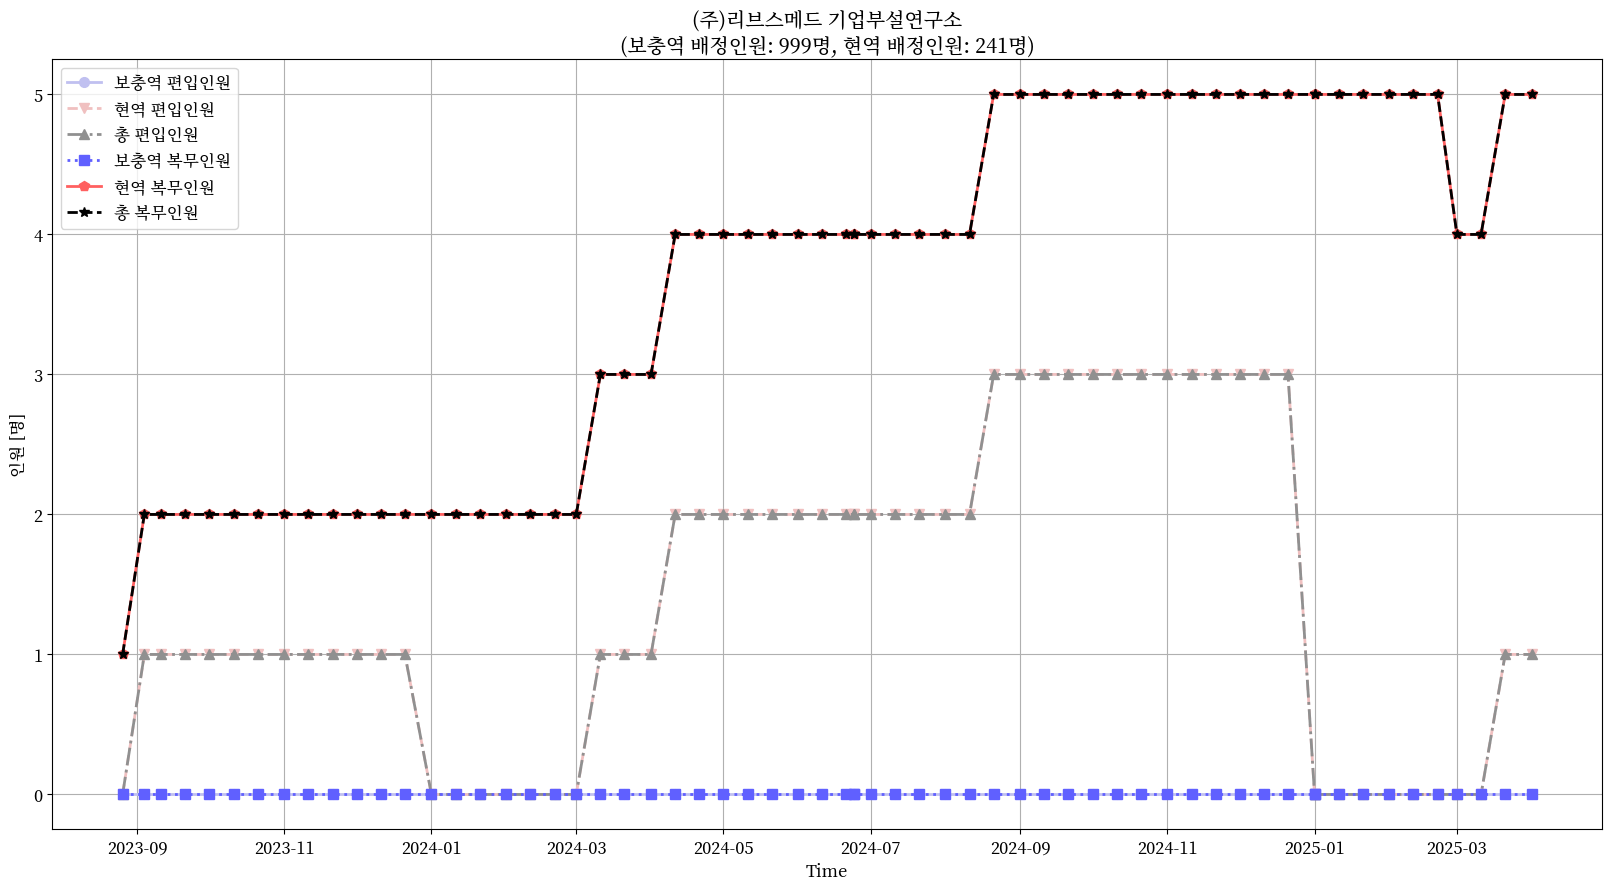 (주)리브스메드 기업부설연구소
(보충역 배정인원: 999명, 현역 배정인원: 241명)
보충역 편입인원
현역 편입인원
총 편입인원
보충역 복무인원
현역 복무인원
총 복무인원
인원 [명]
5
4
3
2
1
0
2023-09 2023-11 2024-01 2024-03 2024-05 2024-07 2024-09 2024-11 2025-01 2025-03
Time